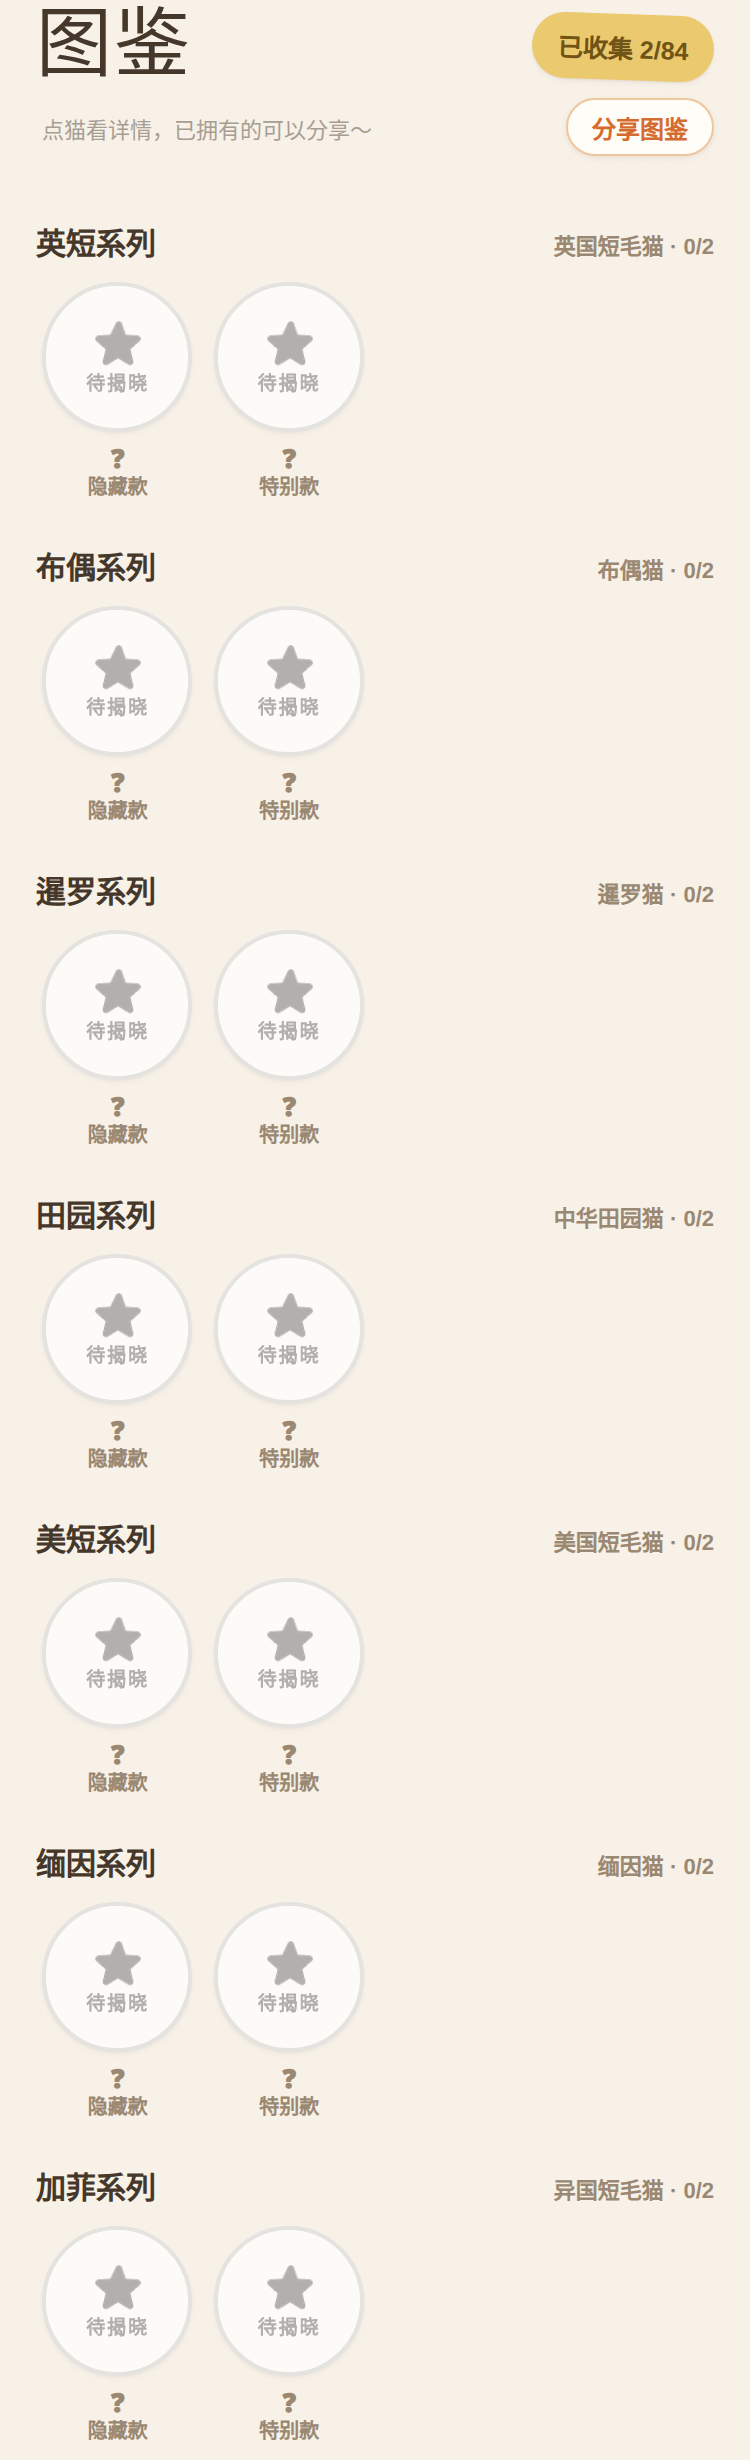 图鉴
已收集 2/84
点猫看详情，已拥有的可以分享～
分享图鉴
英短系列
英国短毛猫 · 0/2
待揭晓 待揭晓
? ?
隐藏款 特别款
布偶系列
布偶猫 · 0/2
待揭晓 待揭晓
? ?
隐藏款 特别款
暹罗系列
暹罗猫 · 0/2
待揭晓 待揭晓
? ?
隐藏款 特别款
田园系列
中华田园猫 · 0/2
待揭晓 待揭晓
? ?
隐藏款 特别款
美短系列
美国短毛猫 · 0/2
待揭晓 待揭晓
? ?
隐藏款 特别款
缅因系列
缅因猫 · 0/2
待揭晓 待揭晓
? ?
隐藏款 特别款
加菲系列
异国短毛猫 · 0/2
待揭晓 待揭晓
? ?
隐藏款 特别款